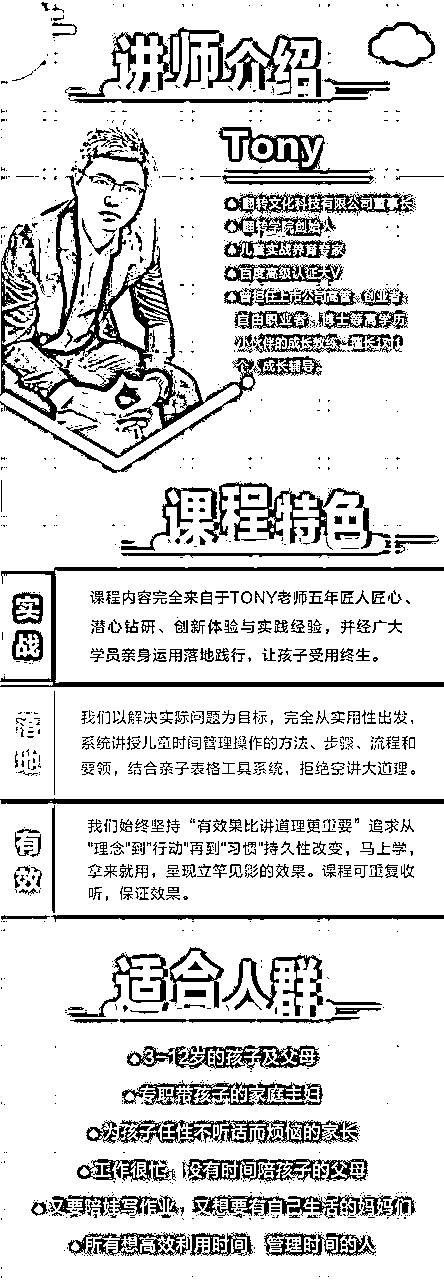 讲师介绍
Tony
翻转文化科技有限公司董事长
翻转学院创始人
儿童实战养育专家
百度高级认证大V
曾担任上市公司高管、创业者、
自由职业者、博士等高学历
小伙伴的成长教练，擅长1对1
个人成长辅导。
课程特色
实战
课程内容完全来自于TONY老师五年匠人匠心、
潜心钻研、创新体验与实践经验，并经广大
学员亲身运用落地践行，让孩子受用终生。
落地
我们以解决实际问题为目标，完全从实用性出发，
系统讲授儿童时间管理操作的方法、步骤、流程和
要领，结合亲子表格工具系统，拒绝空讲大道理。
有效
我们始终坚持“有效果比讲道理更重要”追求从
"理念"到"行动"再到"习惯"持久性改变，马上学，
拿来就用，呈现立竿见影的效果。课程可重复收
听，保证效果。
适合人群
3-12岁的孩子及父母
专职带孩子的家庭主妇
为孩子任性不听话而烦恼的家长
工作很忙，没有时间陪孩子的父母
又要陪娃写作业，又想要有自己生活的妈妈们
所有想高效利用时间、管理时间的人